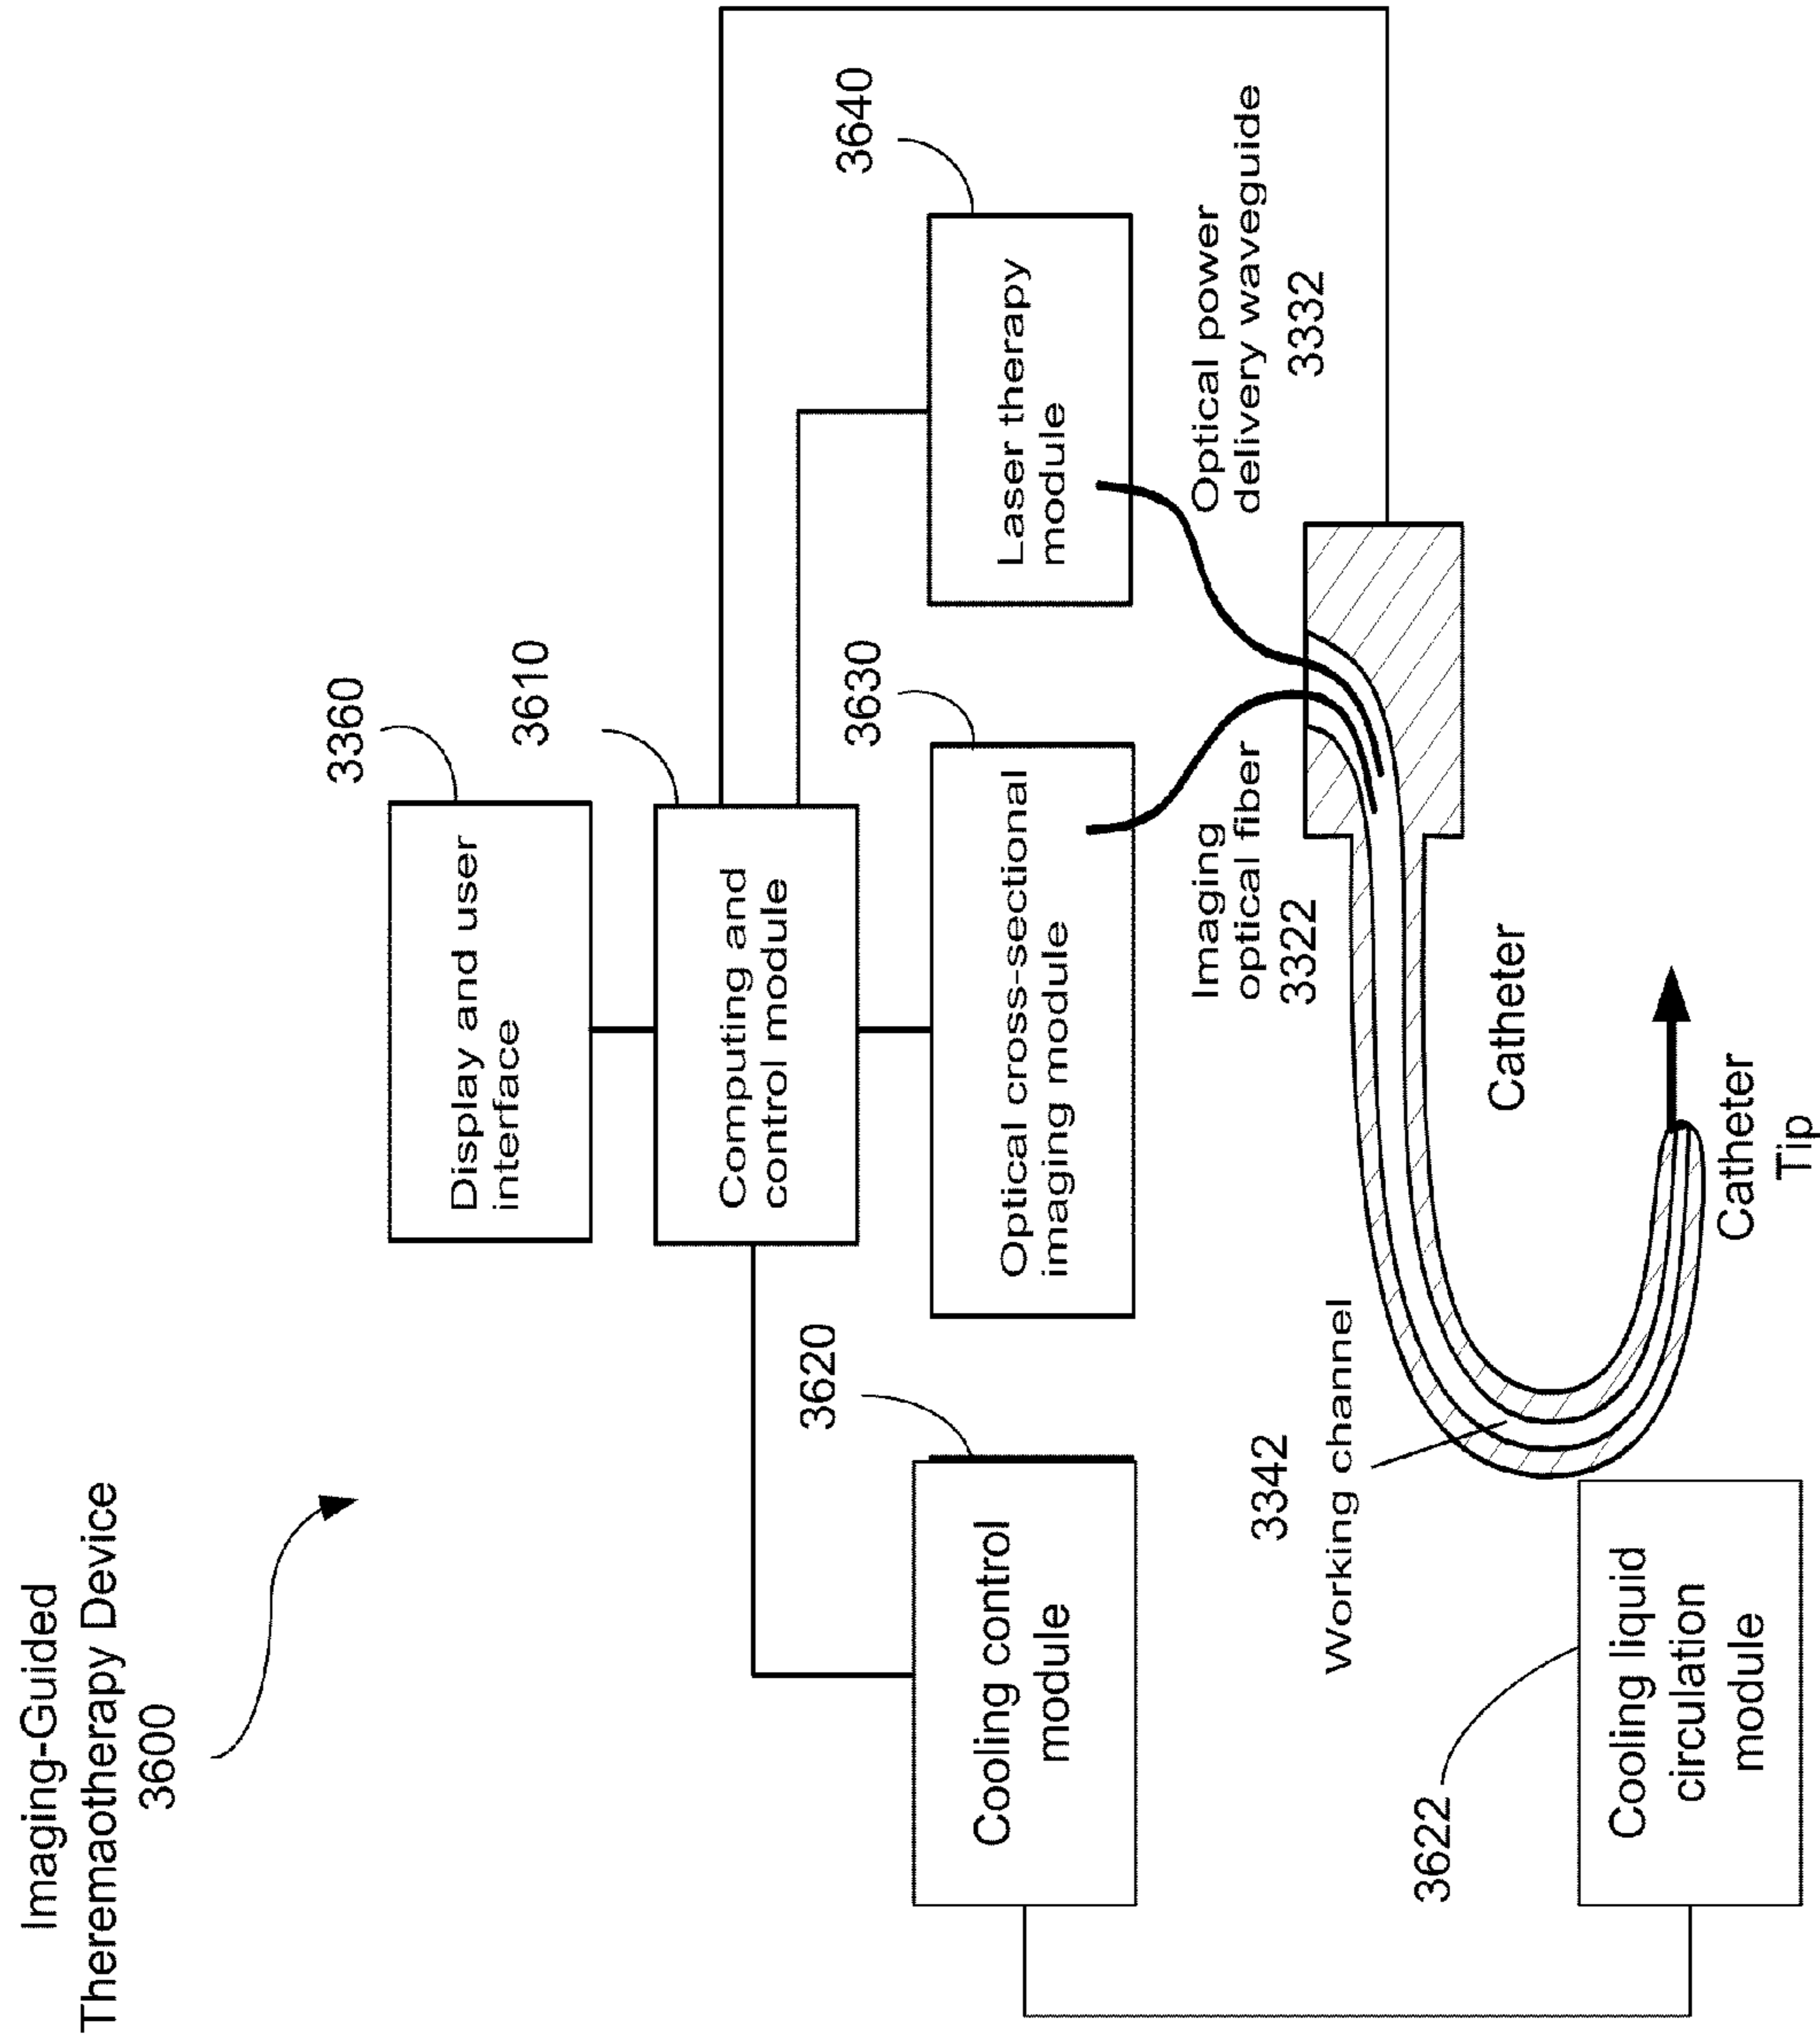 Imaging-Guided
Theremaotherapy Device
3600
3360
Display and user
interface
3610
Computing and
control module
3620
Cooling control
module
3630
Optical cross-sectional
imaging module
3640
Laser therapy
module
Imaging
optical fiber
3322
Optical power
delivery waveguide
3332
3342
Working channel
Catheter
3622
Cooling liquid
circulation
module
Catheter
Tip